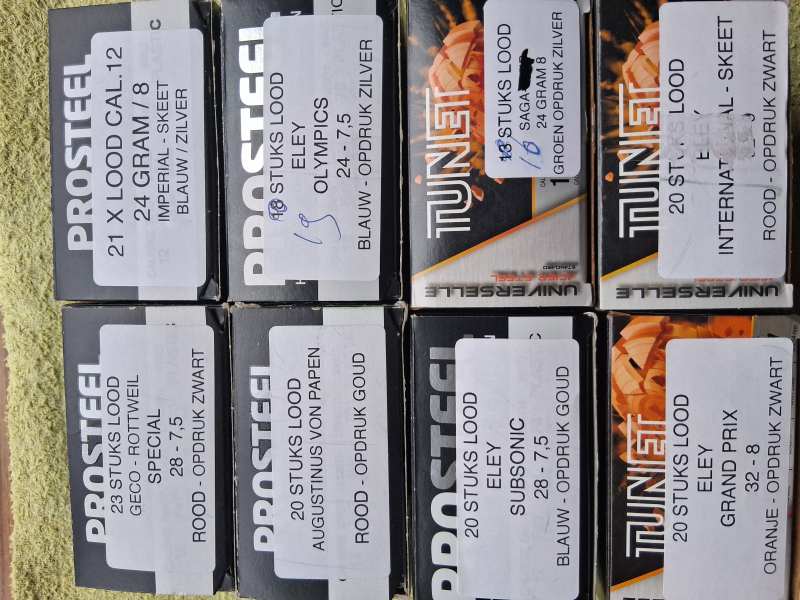 PROSTEEL
21 X LOOD CAL.12
24 GRAM / 8
IMPERIAL - SKEET
BLAUW / ZILVER
PROSTEEL
18 STUKS LOOD
ELEY
OLYMPICS
24 - 7,5
BLAUW - OPDRUK ZILVER
19
TUNET
STUKS LOOD
SAGA
24 GRAM 8
GROEN OPDRUK ZILVER
UNIVERSELLE
ACIER-STEEL
STANDARD
TUNET
20 STUKS LOOD
ELEY
INTERNATIONAL - SKEET
ROOD - OPDRUK ZWART
UNIVERSELLE
PROSTEEL
23 STUKS LOOD
GECO - ROTTWEIL
SPECIAL
28 - 7,5
ROOD - OPDRUK ZWART
PROSTEEL
20 STUKS LOOD
AUGUSTINUS VON PAPEN
ROOD - OPDRUK GOUD
PROSTEEL
20 STUKS LOOD
ELEY
SUBSONIC
28 - 7,5
BLAUW - OPDRUK GOUD
TUNET
20 STUKS LOOD
ELEY
GRAND PRIX
32 - 8
ORANJE - OPDRUK ZWART